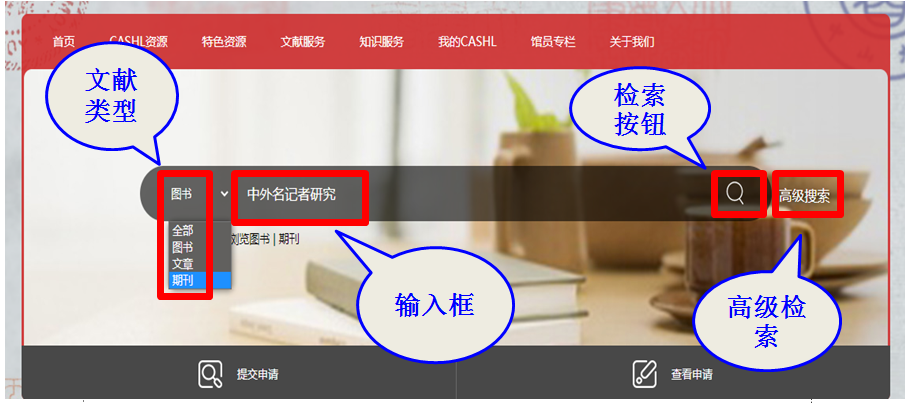 首页 CASHL资源 特色资源 文献服务 知识服务 我的CASHL 馆员专栏 关于我们
文献
类型
检索
按钮
图书 中外名记者研究 高级搜索
全部
图书
文章
期刊
浏览图书 | 期刊
输入框
高级检
索
提交申请 查看申请